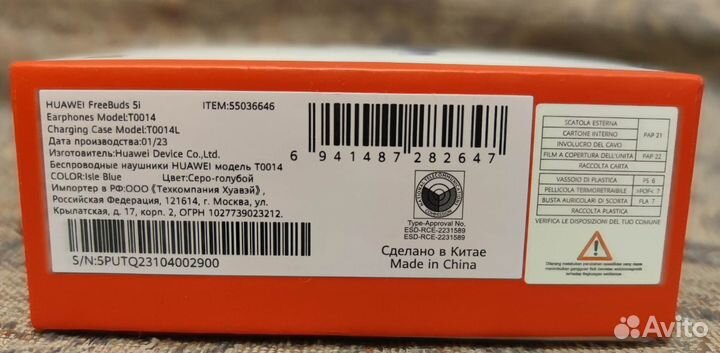 HUAWEI FreeBuds 5i ITEM:55036646
Earphones Model:T0014
Charging Case Model:T0014L
Дата производства:01/23
Изготовитель:Huawei Device Co.,Ltd.
Беспроводные наушники HUAWEI модель T0014
COLOR:Isle Blue Цвет:Серо-голубой
Импортер в РФ:ООО 《Техкомпания Хуавэй》,
Российская Федерация, 121614, г. Москва, ул.
Крылатская, д. 17, корп. 2, ОГРН 1027739023212.
S/N:5PUTQ23104002900
6 941487 282647
Type-Approval No.
ESD-RCE-2231589
ESD-RCE-2231589
Сделано в Китае
Made in China
SCATOLA ESTERNA
CARTONE INTERNO PAP 21
INVOLUCRO DEL CAVO
FILM A COPERTURA DELL'UNITÀ PAP 22
RACCOLTA CARTA
VASSOIO DI PLASTICA PS 6
PELLICOLA TERMORETRAIBILE >POF< 7
BUSTA AURICOLARI DI SCORTA FLA 7
RACCOLTA PLASTICA
VERIFICA LE DISPOSIZIONI DEL TUO COMUNE
Avito